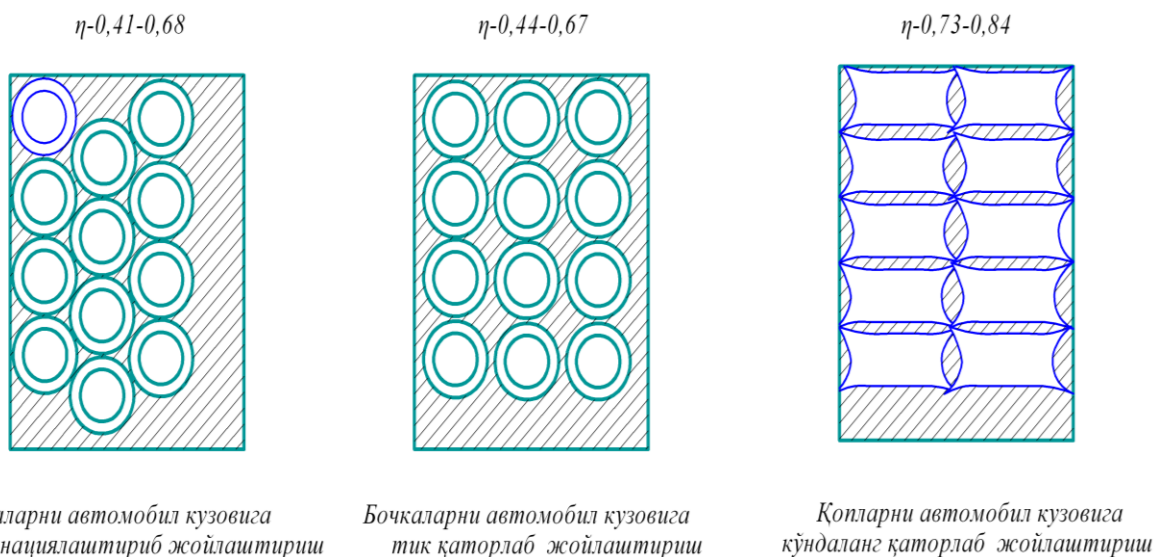 η-0,41-0,68
η-0,44-0,67
η-0,73-0,84
автомобил кузовига
жойлаштириш
Бочкаларни автомобил кузовига
тик қаторлаб жойлаштириш
Қопларни автомобил кузовига
кўндаланг қаторлаб жойлаштириш